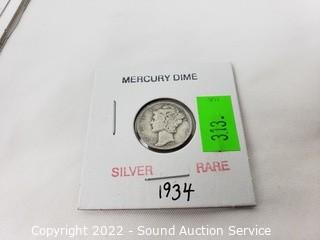 MERCURY DIME
313.
SILVER RARE
1934
Copyright 2022 - Sound Auction Service